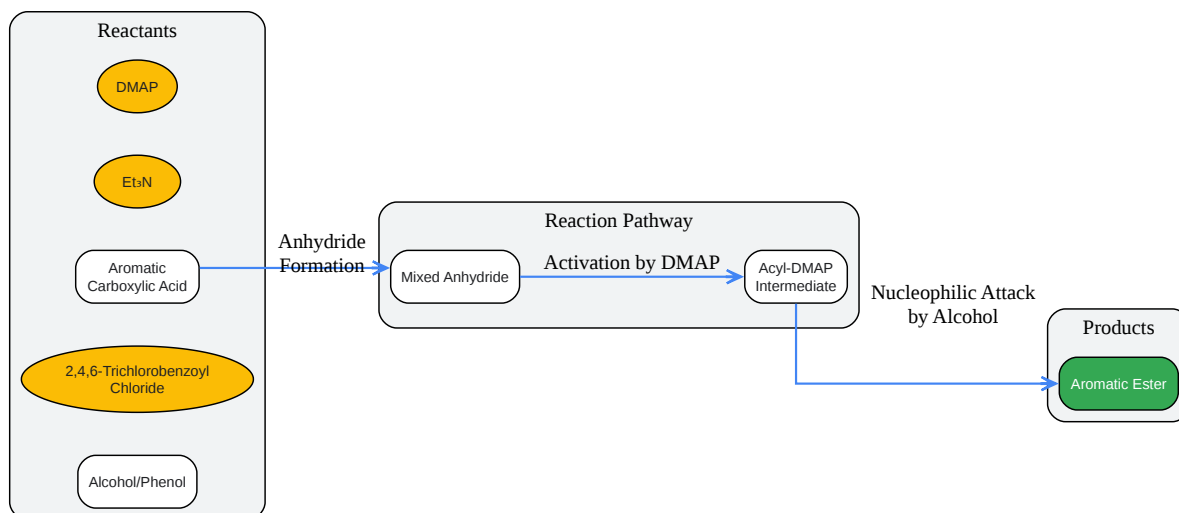 Reactants
DMAP
Et₃N
Aromatic
Carboxylic Acid
2,4,6-Trichlorobenzoyl
Chloride
Alcohol/Phenol
Anhydride
Formation
Reaction Pathway
Mixed Anhydride
Activation by DMAP
Acyl-DMAP
Intermediate
Nucleophilic Attack
by Alcohol
Products
Aromatic Ester